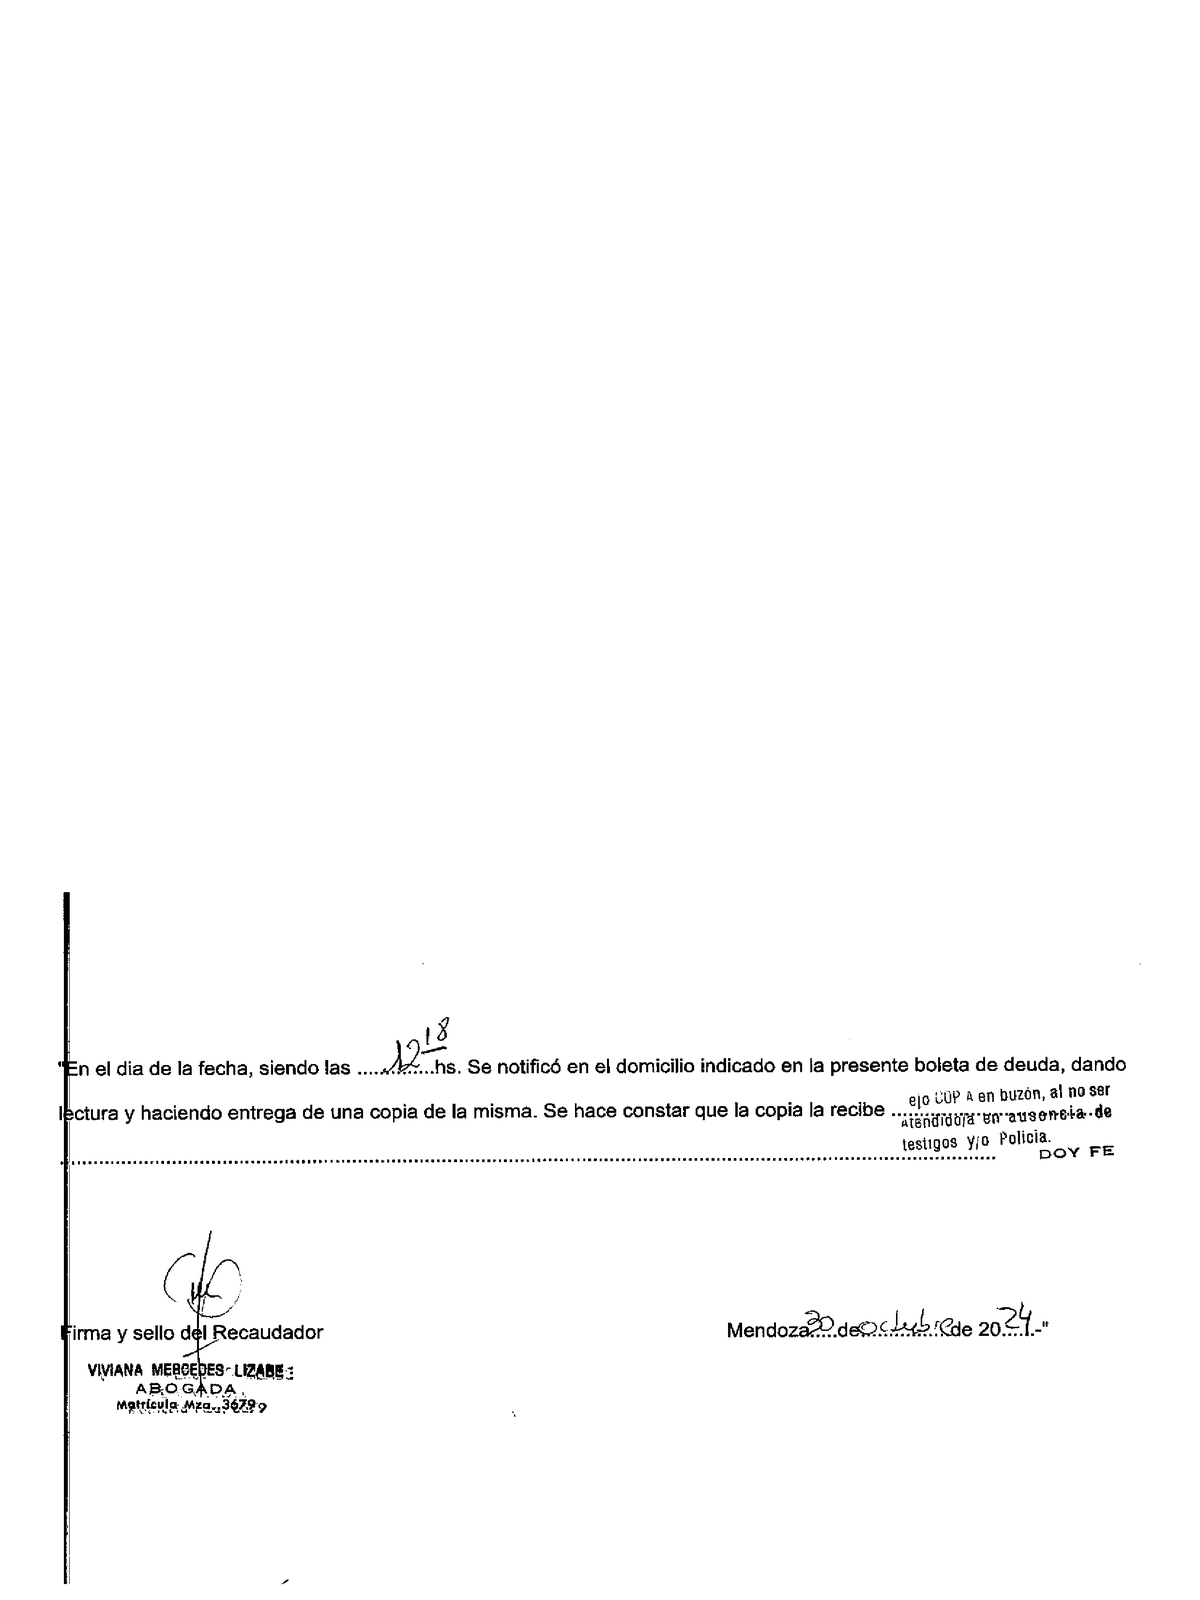 "En el dia de la fecha, siendo las ...12 18...hs. Se notificó en el domicilio indicado en la presente boleta de deuda, dando
lectura y haciendo entrega de una copia de la misma. Se hace constar que la copia la recibe ...
ejo COP A en buzón, al no ser
Atendido/a en ausencia de
testigos y/o Policia.
DOY FE
Firma y sello del Recaudador
Mendoza ... de octubre de 2024.-"
VIVIANA MERCEDES LIZABE
ABOGADA
Matrícula Mza. 3679